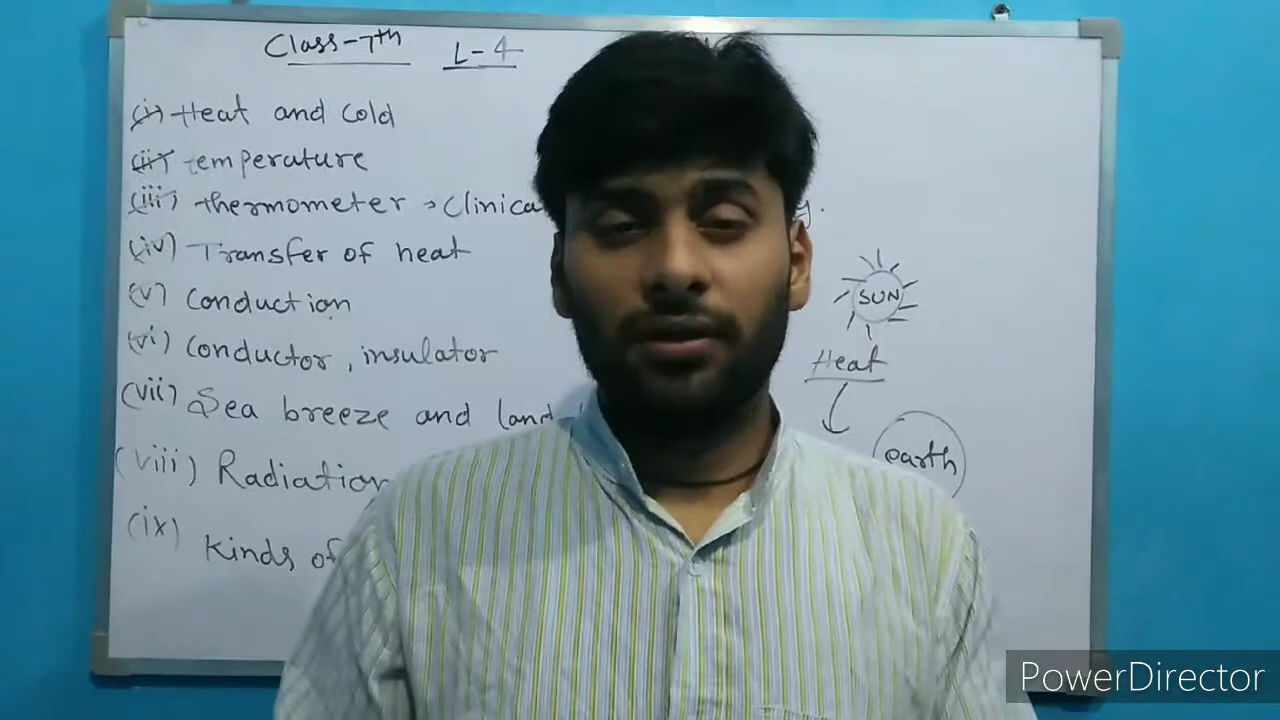 Class-7th L-4
(i) Heat and cold
(ii) temperature
(iii) thermometer → Clinica
(iv) Transfer of heat
(v) Conduction
(vi) Conductor, insulator
(vii) Sea breeze and land
(viii) Radiation
(ix) Kinds of
SUN
Heat
earth
PowerDirector